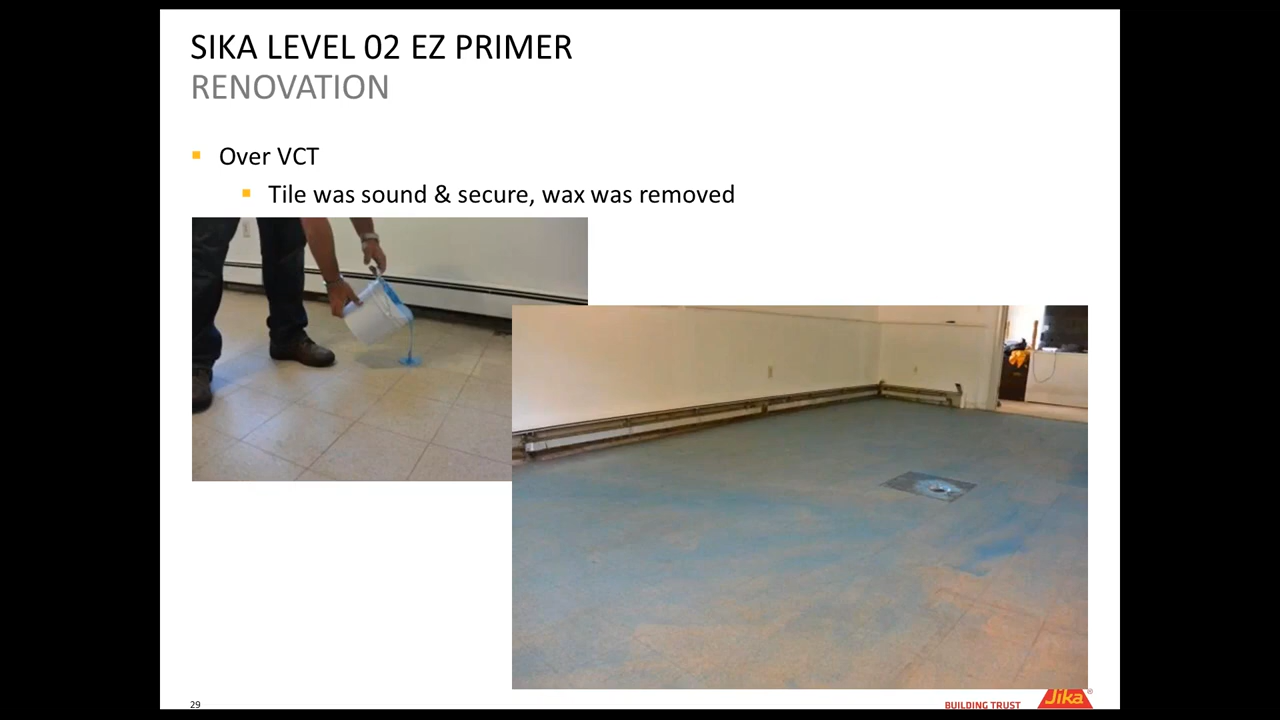 SIKA LEVEL 02 EZ PRIMER
RENOVATION
Over VCT
Tile was sound & secure, wax was removed
29
BUILDING TRUST
Sika®